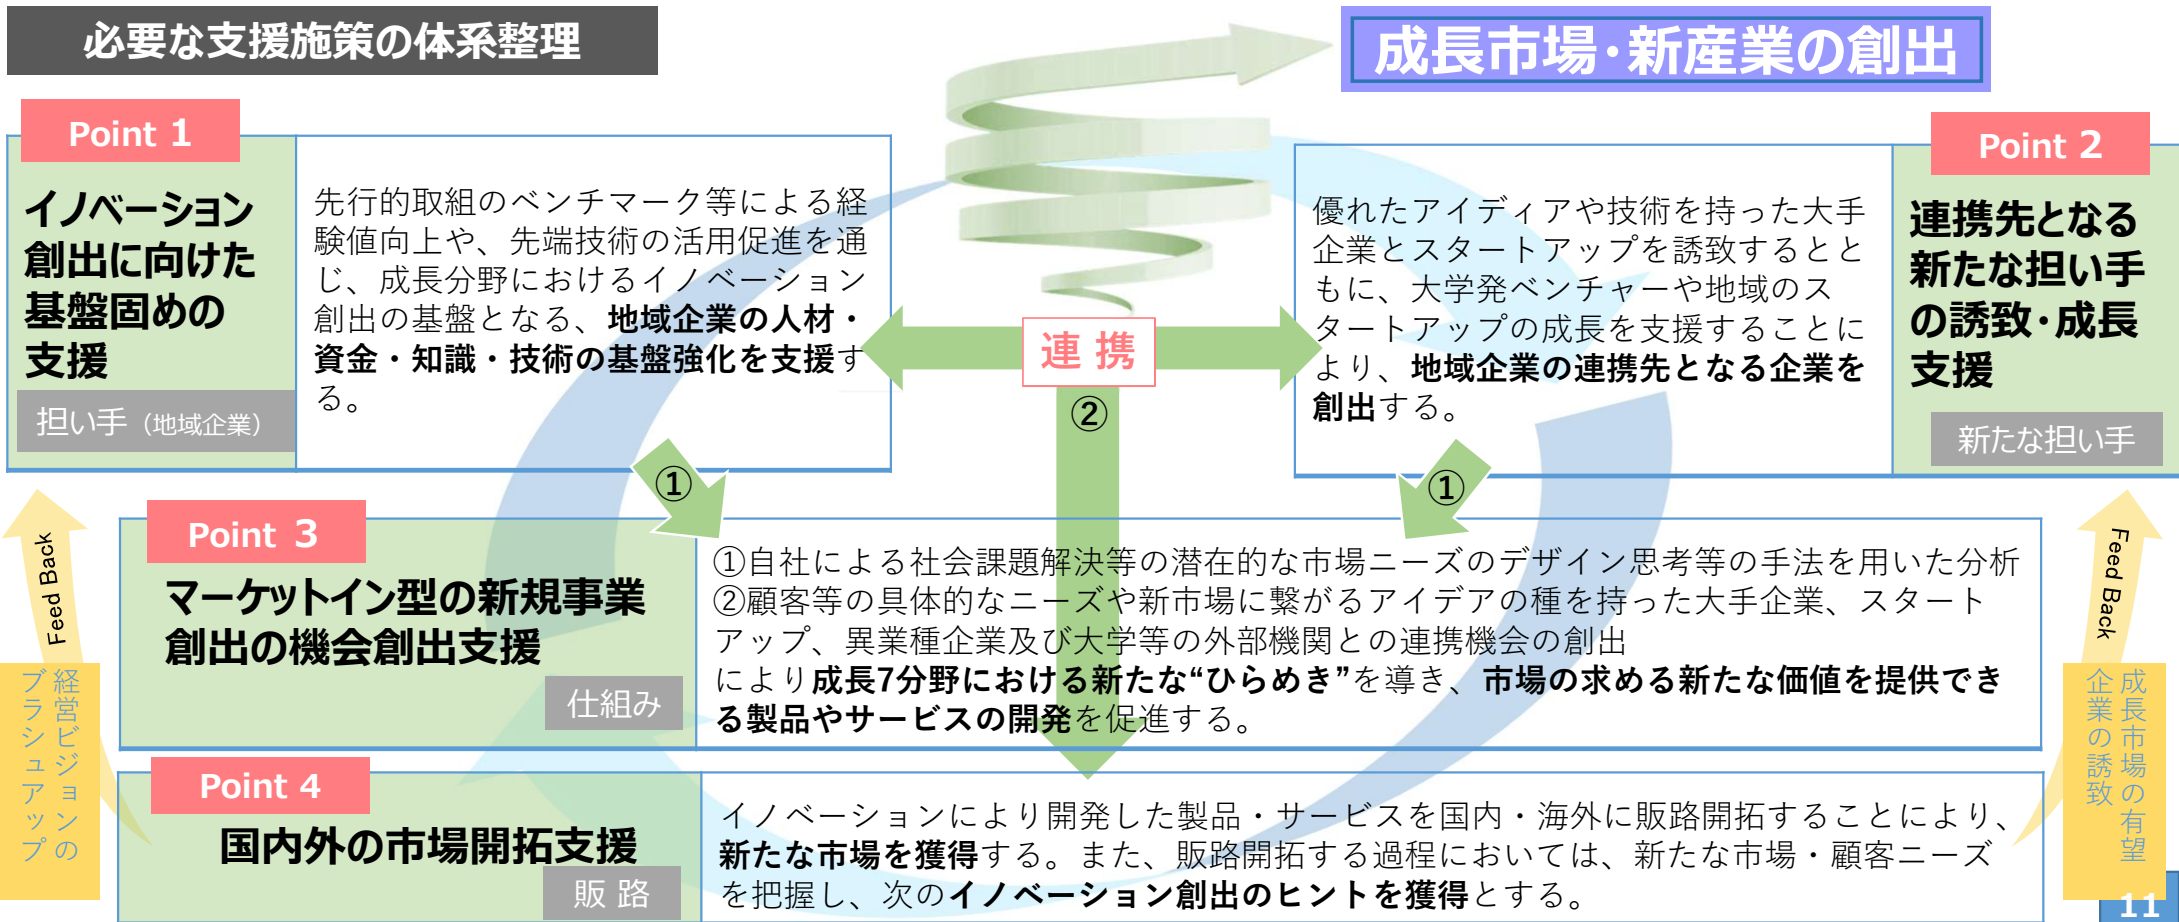 必要な支援施策の体系整理
成長市場・新産業の創出
Point 1
イノベーション
創出に向けた
基盤固めの
支援
担い手（地域企業）
先行的取組のベンチマーク等による経
験値向上や、先端技術の活用促進を通
じ、成長分野におけるイノベーション
創出の基盤となる、地域企業の人材・
資金・知識・技術の基盤強化を支援す
る。
連 携
②
優れたアイディアや技術を持った大手
企業とスタートアップを誘致するとと
もに、大学発ベンチャーや地域のス
タートアップの成長を支援することに
より、地域企業の連携先となる企業を
創出する。
Point 2
連携先となる
新たな担い手
の誘致・成長
支援
新たな担い手
①
①
Point 3
マーケットイン型の新規事業
創出の機会創出支援
仕組み
①自社による社会課題解決等の潜在的な市場ニーズのデザイン思考等の手法を用いた分析
②顧客等の具体的なニーズや新市場に繋がるアイデアの種を持った大手企業、スタート
アップ、異業種企業及び大学等の外部機関との連携機会の創出
により成長7分野における新たな“ひらめき”を導き、市場の求める新たな価値を提供でき
る製品やサービスの開発を促進する。
Point 4
国内外の市場開拓支援
販 路
イノベーションにより開発した製品・サービスを国内・海外に販路開拓することにより、
新たな市場を獲得する。また、販路開拓する過程においては、新たな市場・顧客ニーズ
を把握し、次のイノベーション創出のヒントを獲得とする。
Feed Back
経営ビジョンの
ブラシュアップ
Feed Back
成長市場の有望
企業の誘致
11